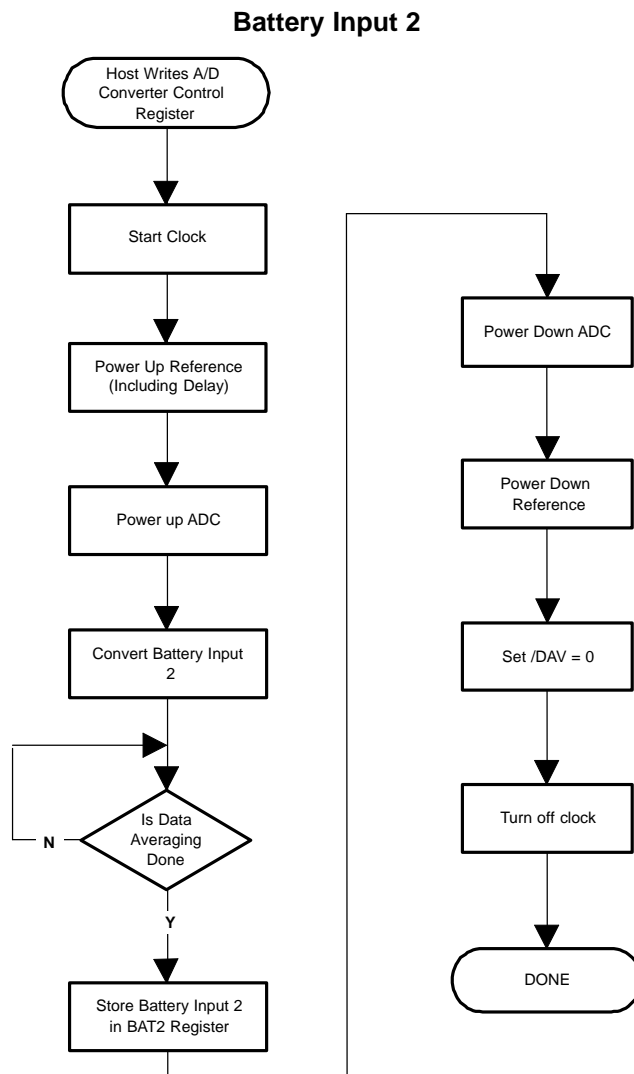 Battery Input 2
Host Writes A/D
Converter Control
Register
Start Clock
Power Up Reference
(Including Delay)
Power up ADC
Convert Battery Input
2
Is Data
Averaging
Done
N
Y
Store Battery Input 2
in BAT2 Register
Power Down ADC
Power Down
Reference
Set /DAV = 0
Turn off clock
DONE